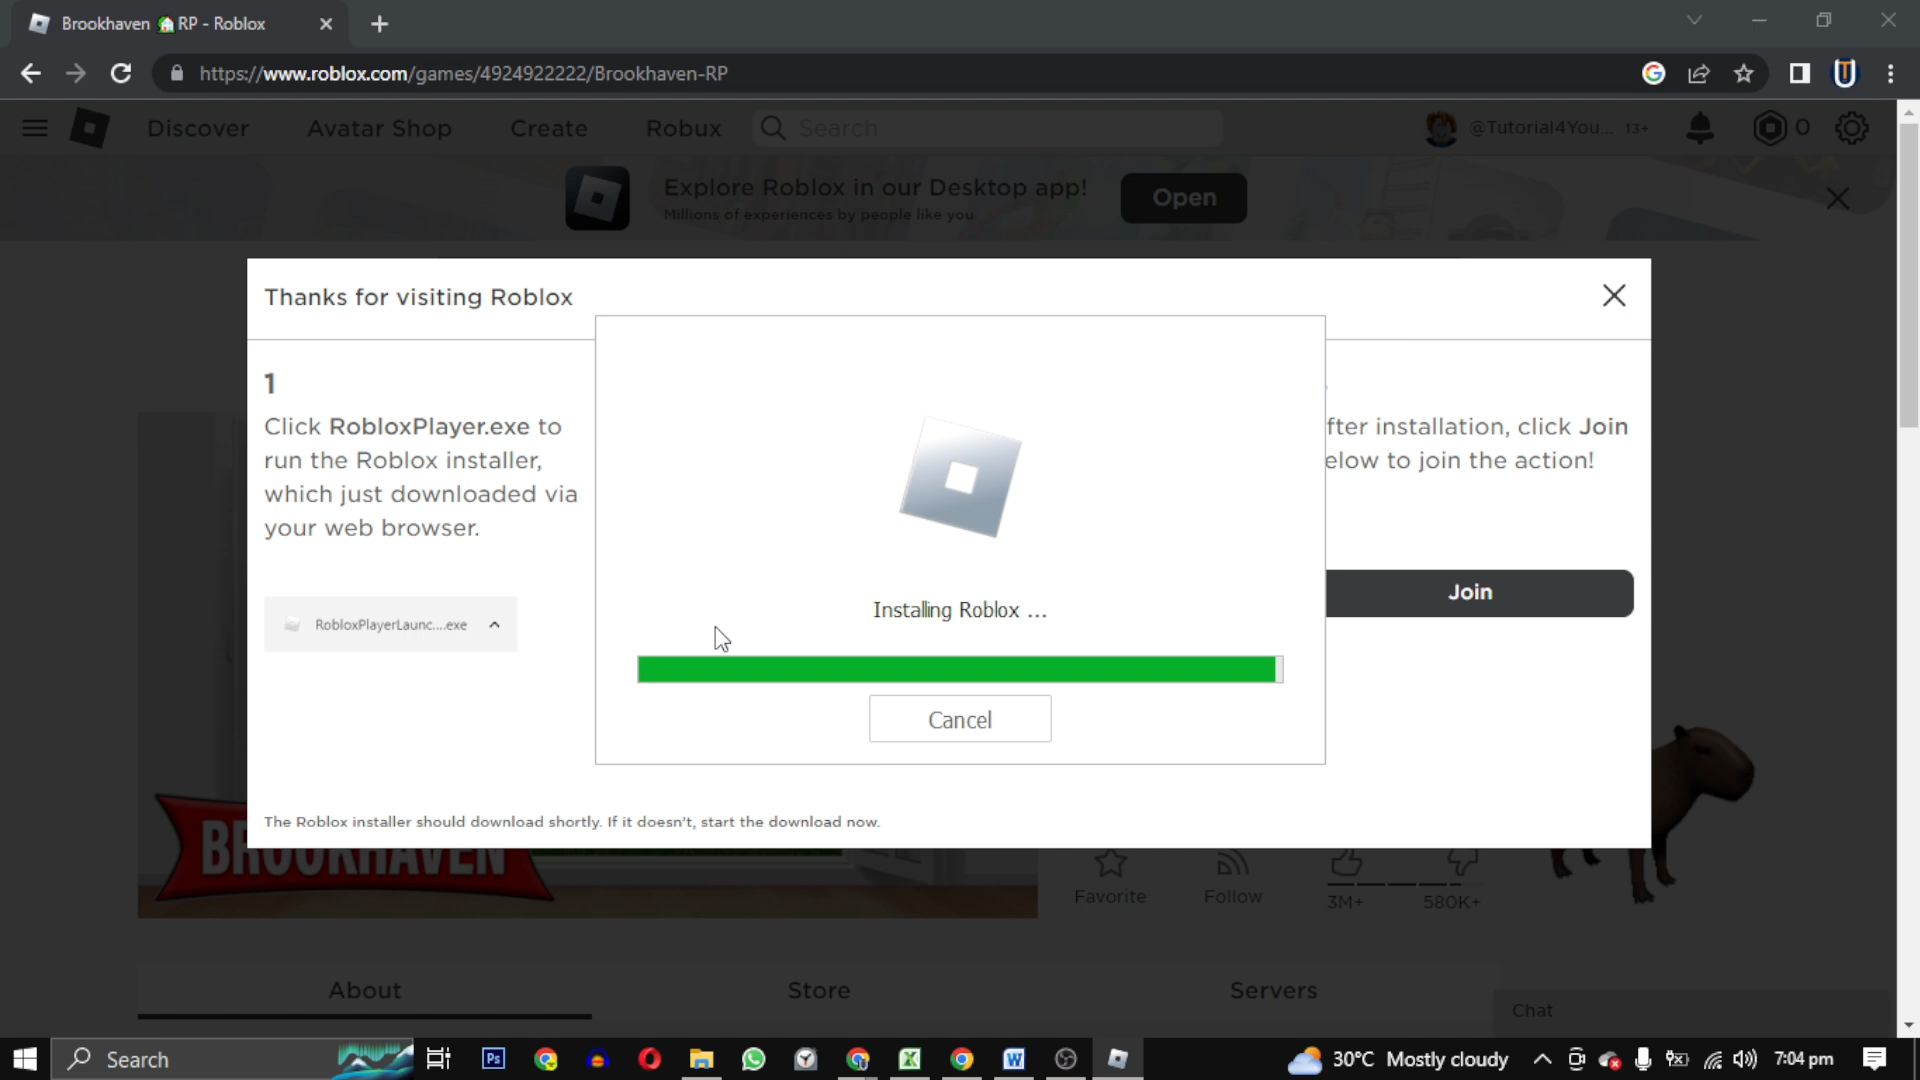 Brookhaven 🏠RP - Roblox
https://www.roblox.com/games/4924922222/Brookhaven-RP
Discover
Avatar Shop
Create
Robux
Search
@Tutorial4You... 13+
0
Explore Roblox in our Desktop app!
Millions of experiences by people like you
Open
Thanks for visiting Roblox
1
Click RobloxPlayer.exe to
run the Roblox installer,
which just downloaded via
your web browser.
RobloxPlayerLaunc....exe
Installing Roblox ...
Cancel
fter installation, click Join
elow to join the action!
Join
The Roblox installer should download shortly. If it doesn't, start the download now.
BROOKHAVEN
Favorite
Follow
3M+
580K+
About
Store
Servers
Chat
Search
Ps
30°C Mostly cloudy
7:04 pm